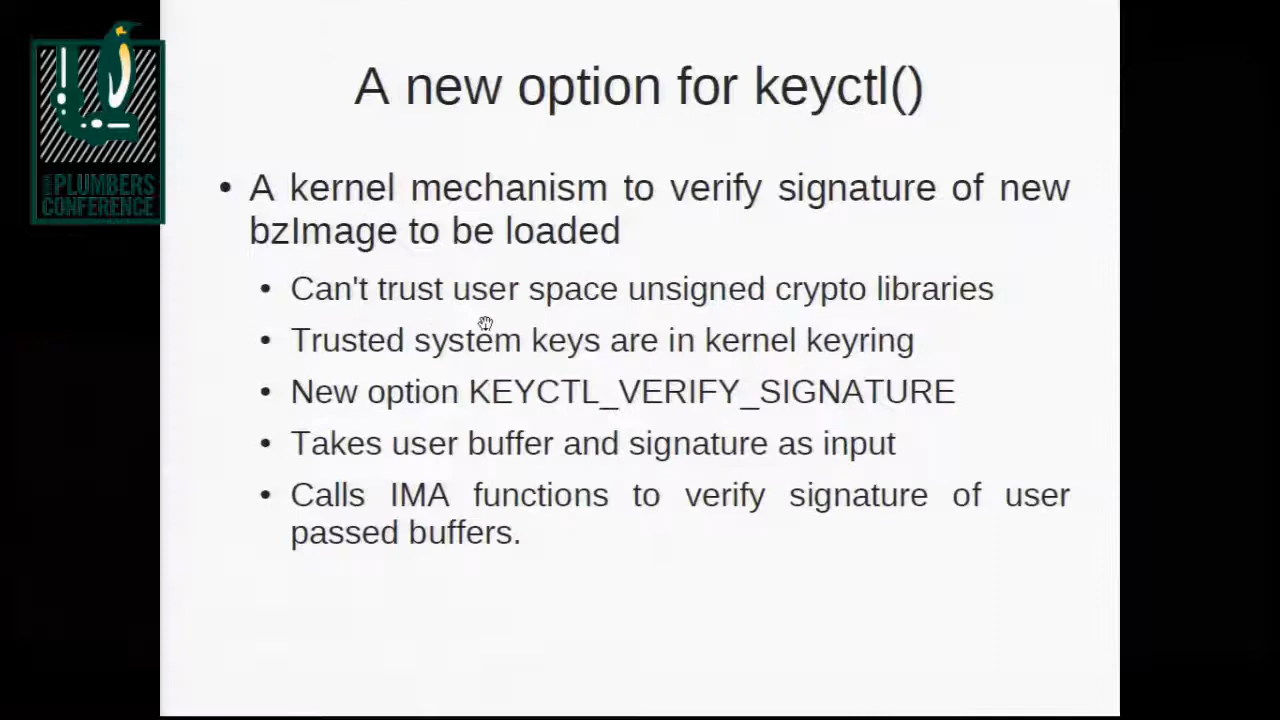 A new option for keyctl()
• A kernel mechanism to verify signature of new
bzImage to be loaded
• Can't trust user space unsigned crypto libraries
• Trusted system keys are in kernel keyring
• New option KEYCTL_VERIFY_SIGNATURE
• Takes user buffer and signature as input
• Calls IMA functions to verify signature of user
passed buffers.
PLUMBERS
CONFERENCE